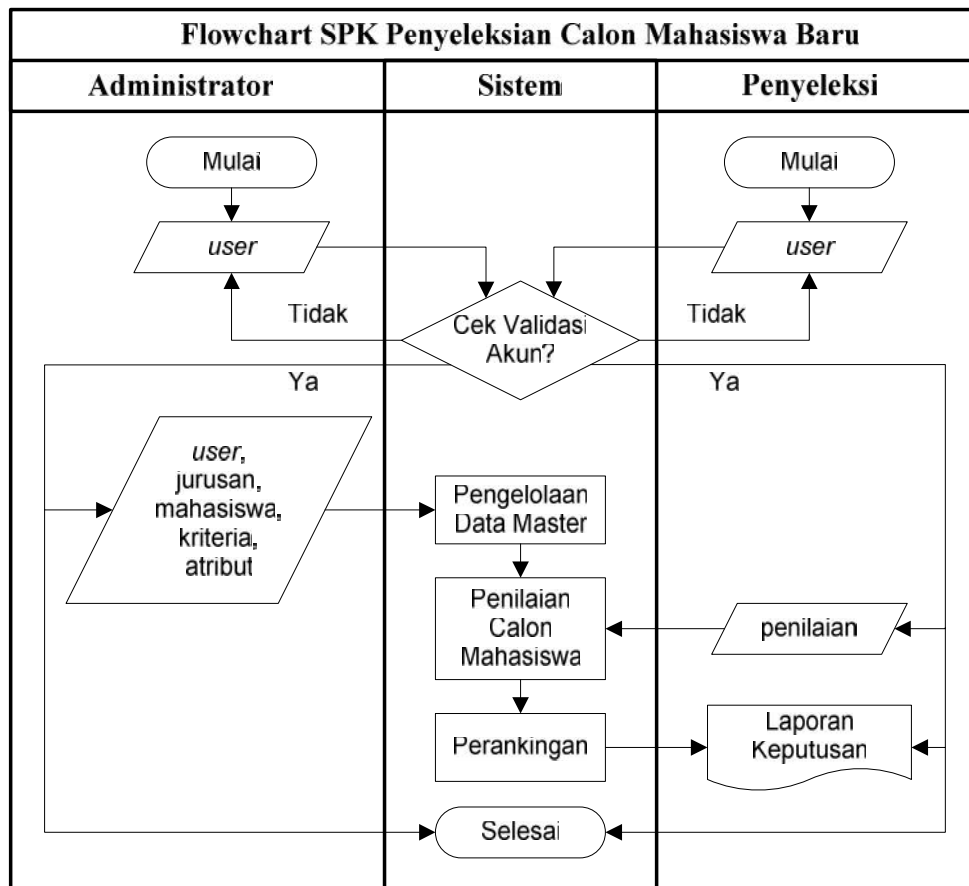 Flowchart SPK Penyeleksian Calon Mahasiswa Baru
Administrator
Sistem
Penyeleksi
Mulai
Mulai
user
user
Tidak
Cek Validasi
Akun?
Tidak
Ya
Ya
user,
jurusan,
mahasiswa,
kriteria,
atribut
Pengelolaan
Data Master
Penilaian
Calon
Mahasiswa
penilaian
Perankingan
Laporan
Keputusan
Selesai